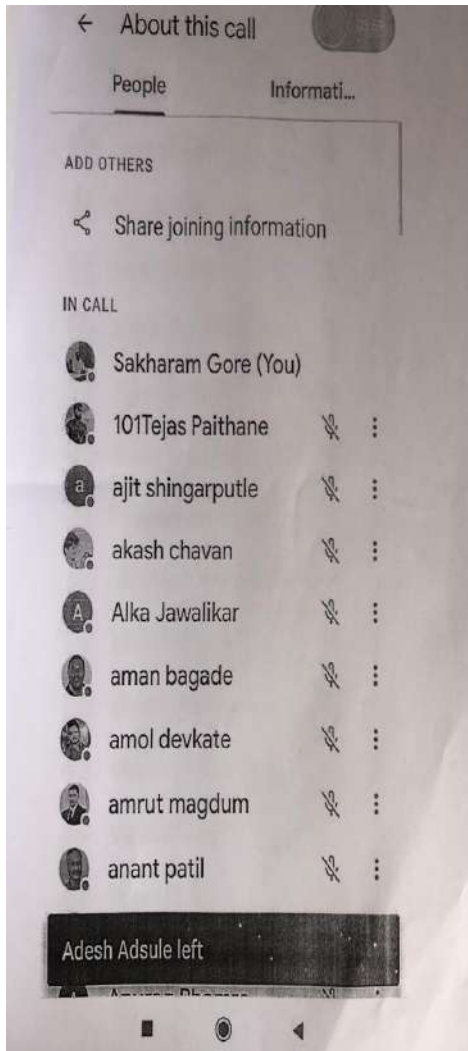 About this call
People
Informati...
ADD OTHERS
Share joining information
IN CALL
Sakharam Gore (You)
101Tejas Paithane
a
ajit shingarputle
akash chavan
A
Alka Jawalikar
aman bagade
amol devkate
amrut magdum
anant patil
Adesh Adsule left